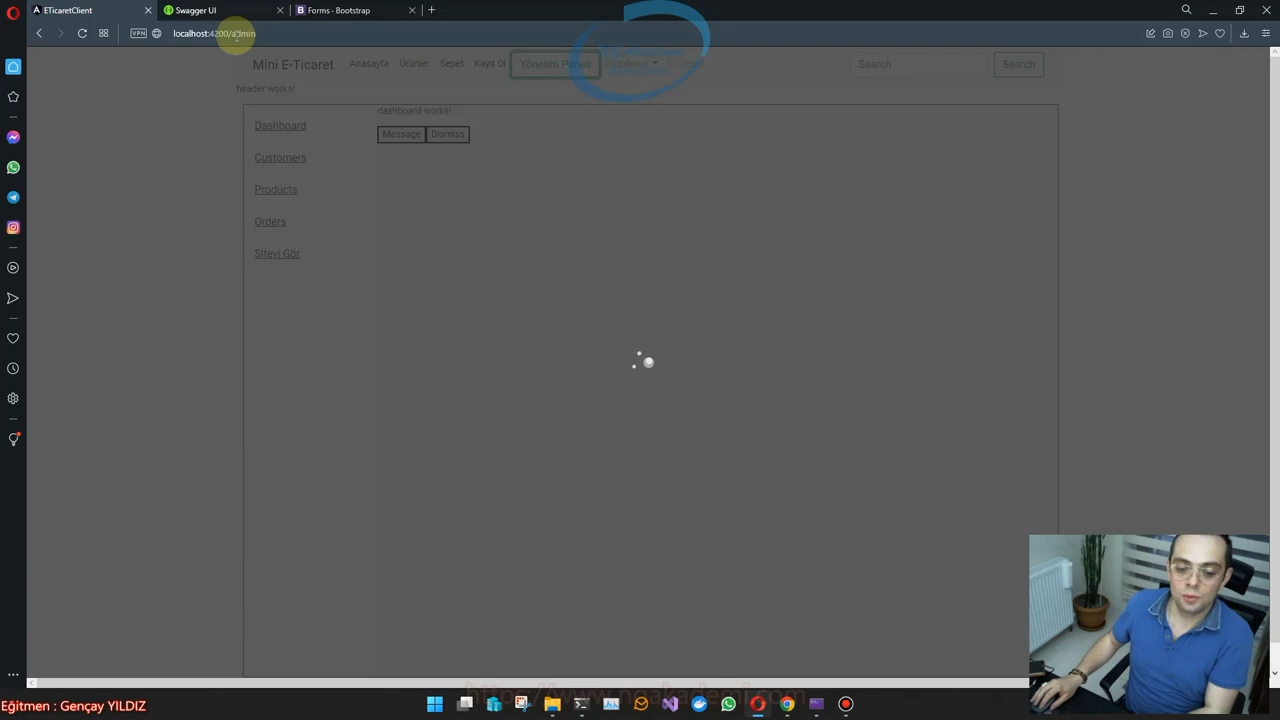 ETicaretClient
Swagger UI
Forms · Bootstrap
VPN
localhost:4200/admin
Mini E-Ticaret
Anasayfa
Ürünler
Sepet
Kayıt Ol
Yönetim Paneli
Dropdown
Search
Search
header works!
Dashboard
Customers
Products
Orders
Siteyi Gör
dashboard works!
Message
Dismiss
Eğitmen : Gençay YILDIZ